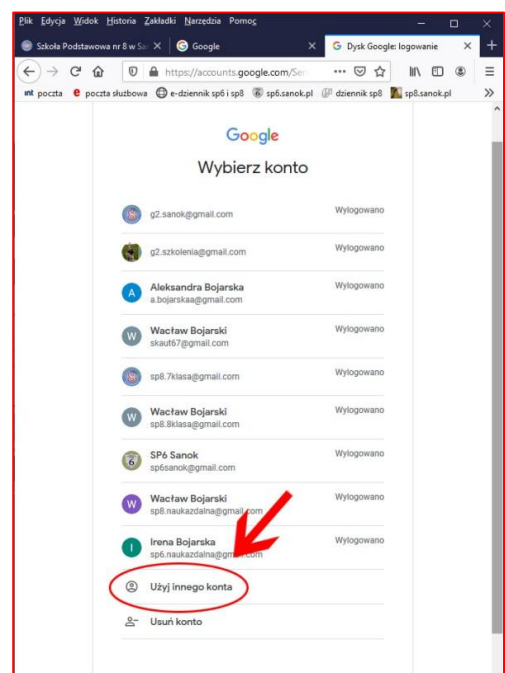 Plik Edycja Widok Historia Zakładki Narzędzia Pomoc
Szkoła Podstawowa nr 8 w Sa
Google
Dysk Google: logowanie
https://accounts.google.com/Ser
poczta
poczta służbowa
e-dziennik sp6 i sp8
sp6.sanok.pl
dziennik sp8
sp8.sanok.pl
Google
Wybierz konto
g2.sanok@gmail.com Wylogowano
g2.szkolenia@gmail.com Wylogowano
A Aleksandra Bojarska Wylogowano
a.bojarskaa@gmail.com
W Wacław Bojarski Wylogowano
skaut67@gmail.com
sp8.7klasa@gmail.com Wylogowano
W Wacław Bojarski Wylogowano
sp8.8klasa@gmail.com
6 SP6 Sanok Wylogowano
sp6sanok@gmail.com
W Wacław Bojarski Wylogowano
sp8.naukazdalna@gmail.com
I Irena Bojarska Wylogowano
sp6.naukazdalna@gmail.com
Użyj innego konta
Usuń konto